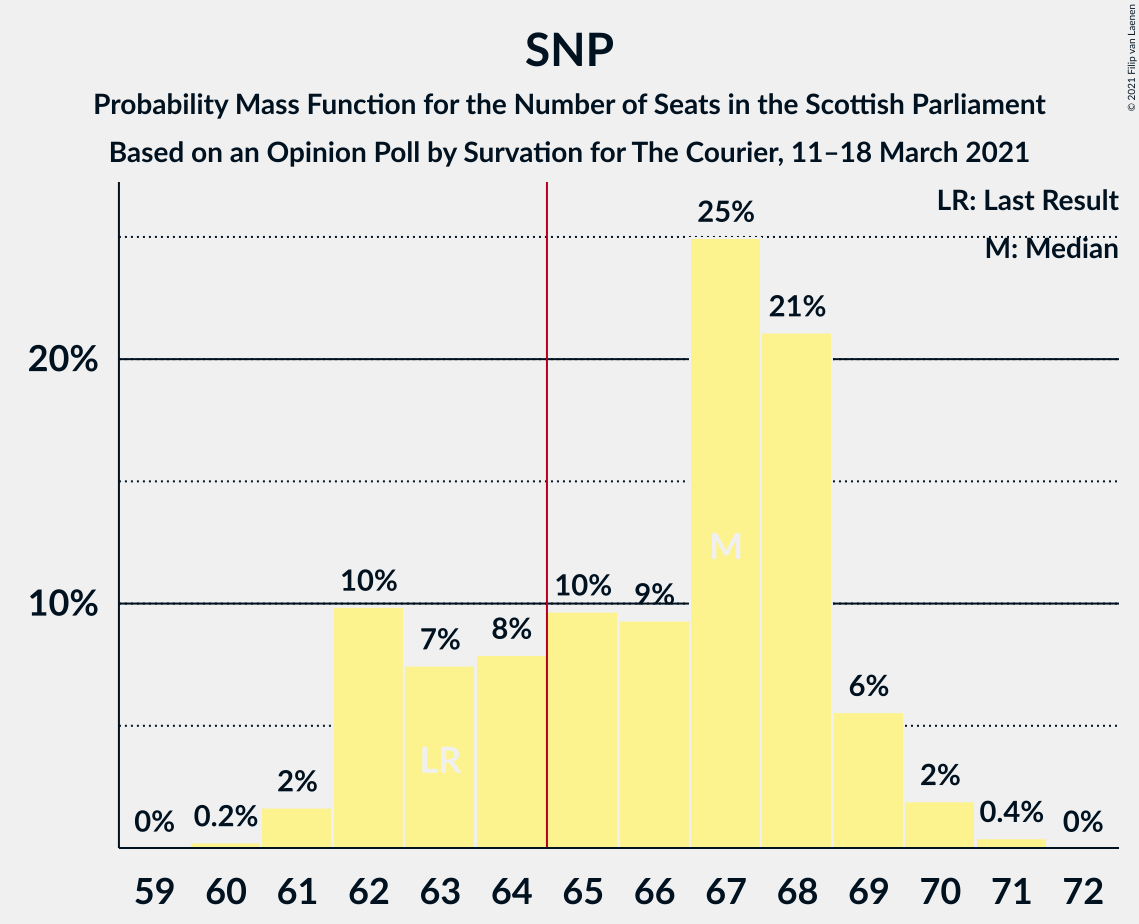 SNP
Probability Mass Function for the Number of Seats in the Scottish Parliament
Based on an Opinion Poll by Survation for The Courier, 11–18 March 2021
© 2021 Filip van Laenen
LR: Last Result
M: Median
25%
21%
20%
10%
10%
10%
9%
8%
7%
6%
2%
2%
0.4%
0.2%
0%
0%
M
LR
59 60 61 62 63 64 65 66 67 68 69 70 71 72